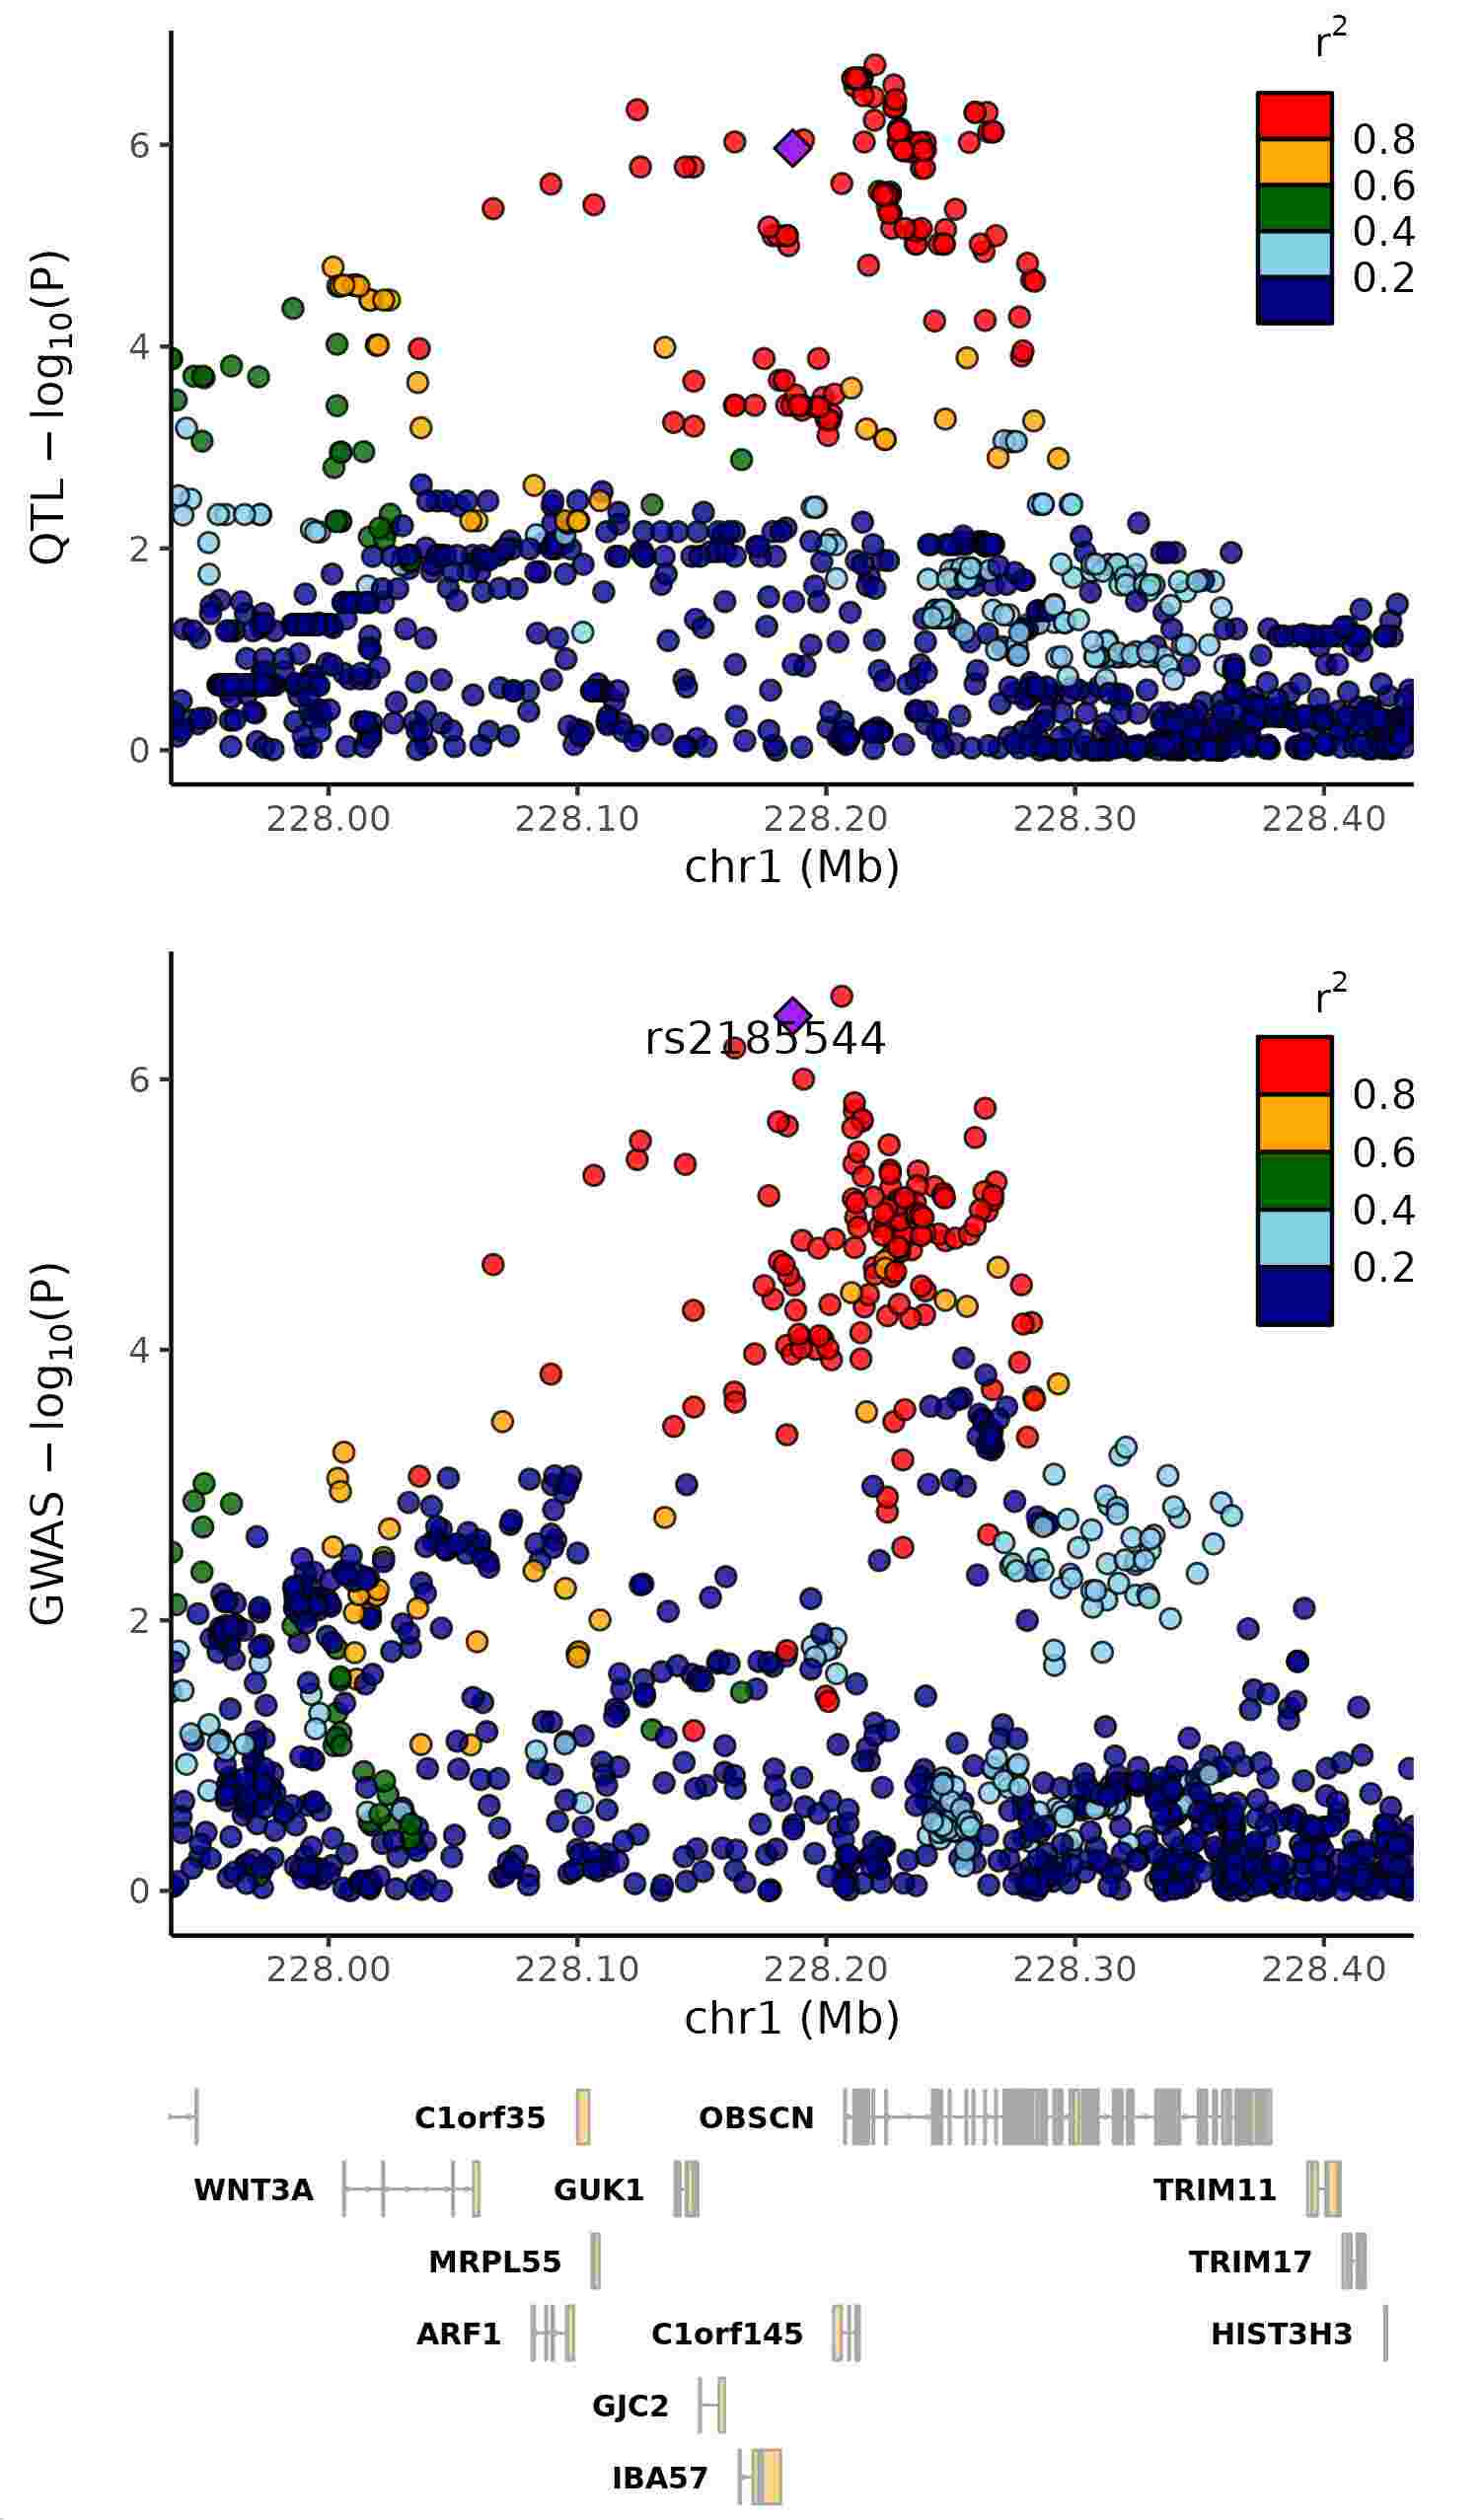 r2
0.8
0.6
0.4
0.2
QTL − log10(P)
6
4
2
0
228.00 228.10 228.20 228.30 228.40
chr1 (Mb)
r2
0.8
0.6
0.4
0.2
rs2185544
GWAS − log10(P)
6
4
2
0
228.00 228.10 228.20 228.30 228.40
chr1 (Mb)
C1orf35 OBSCN
WNT3A GUK1 TRIM11
MRPL55 TRIM17
ARF1 C1orf145 HIST3H3
GJC2
IBA57